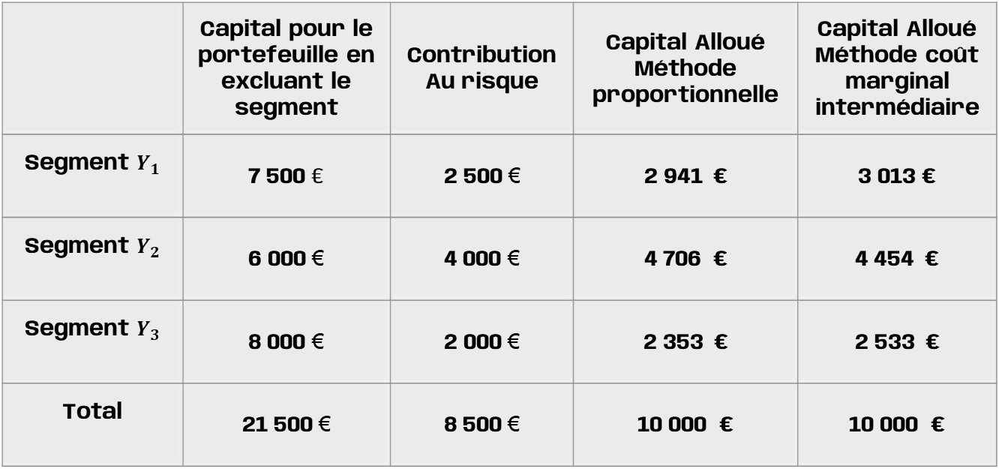 Capital pour le
portefeuille en
excluant le
segment
Contribution
Au risque
Capital Alloué
Méthode
proportionnelle
Capital Alloué
Méthode coût
marginal
intermédiaire
Segment Y₁
7 500 €
2 500 €
2 941 €
3 013 €
Segment Y₂
6 000 €
4 000 €
4 706 €
4 454 €
Segment Y₃
8 000 €
2 000 €
2 353 €
2 533 €
Total
21 500 €
8 500 €
10 000 €
10 000 €